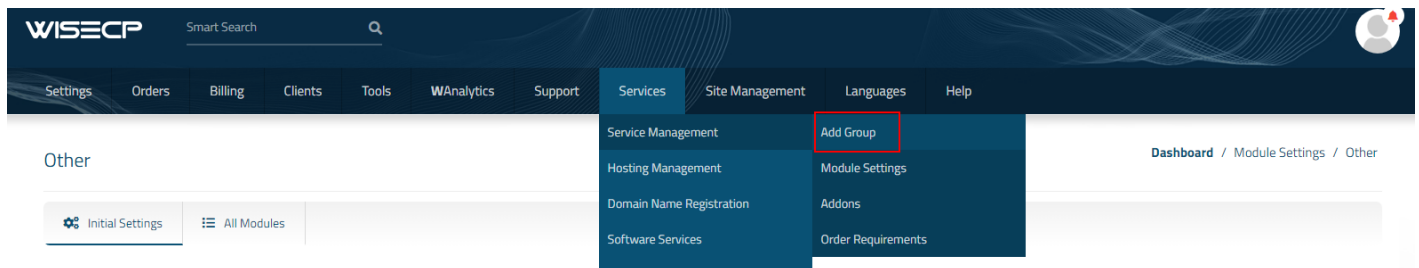 WISECP Smart Search
Settings Orders Billing Clients Tools WAnalytics Support Services Site Management Languages Help
Service Management Add Group
Other Dashboard / Module Settings / Other
Hosting Management Module Settings
Domain Name Registration Addons
Initial Settings All Modules
Software Services Order Requirements